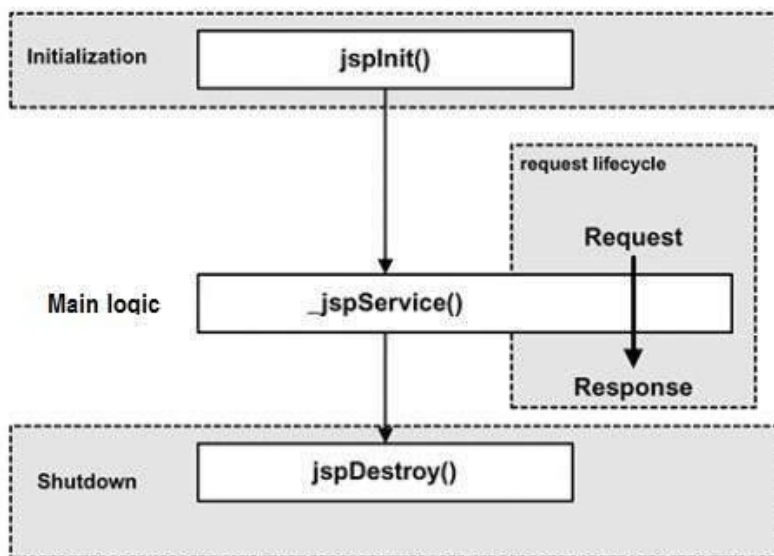 Initialization
jspInit()
request lifecycle
Request
Main logic
_jspService()
Response
Shutdown
jspDestroy()